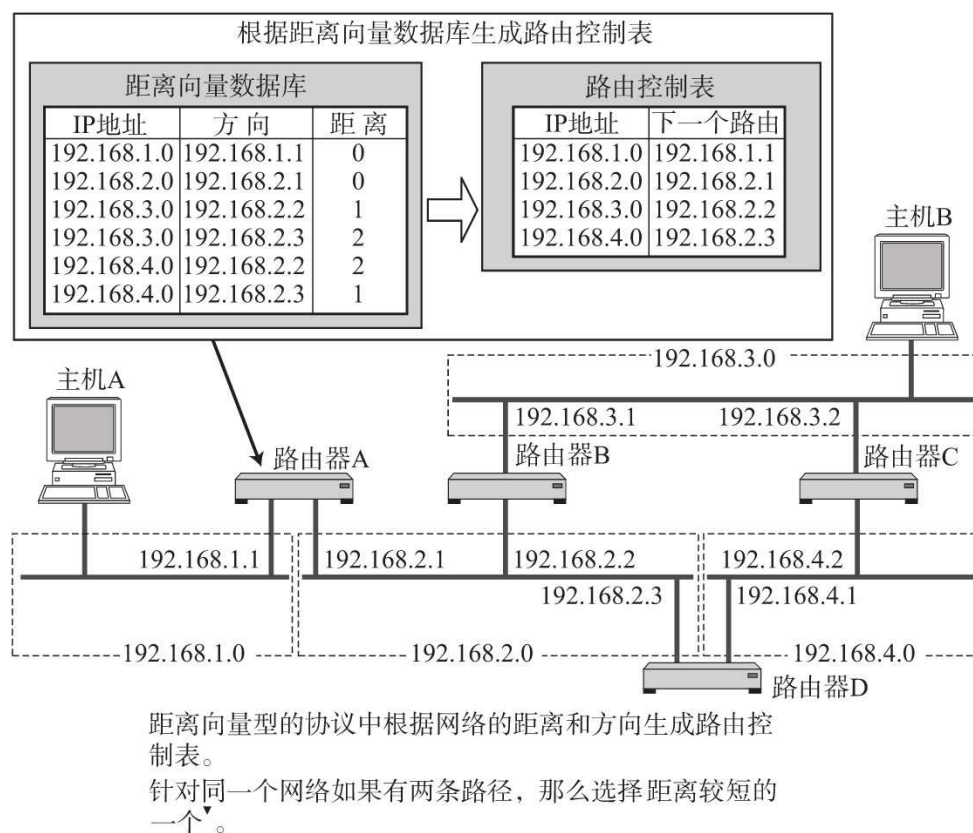 根据距离向量数据库生成路由控制表
距离向量数据库
IP地址 方 向 距 离
192.168.1.0 192.168.1.1 0
192.168.2.0 192.168.2.1 0
192.168.3.0 192.168.2.2 1
192.168.3.0 192.168.2.3 2
192.168.4.0 192.168.2.2 2
192.168.4.0 192.168.2.3 1
路由控制表
IP地址 下一个路由
192.168.1.0 192.168.1.1
192.168.2.0 192.168.2.1
192.168.3.0 192.168.2.2
192.168.4.0 192.168.2.3
主机B
192.168.3.0
主机A
192.168.3.1 192.168.3.2
路由器A 路由器B 路由器C
192.168.1.1 192.168.2.1 192.168.2.2 192.168.4.2
192.168.2.3 192.168.4.1
192.168.1.0 192.168.2.0 192.168.4.0
路由器D
距离向量型的协议中根据网络的距离和方向生成路由控
制表。
针对同一个网络如果有两条路径，那么选择距离较短的
一个▼。